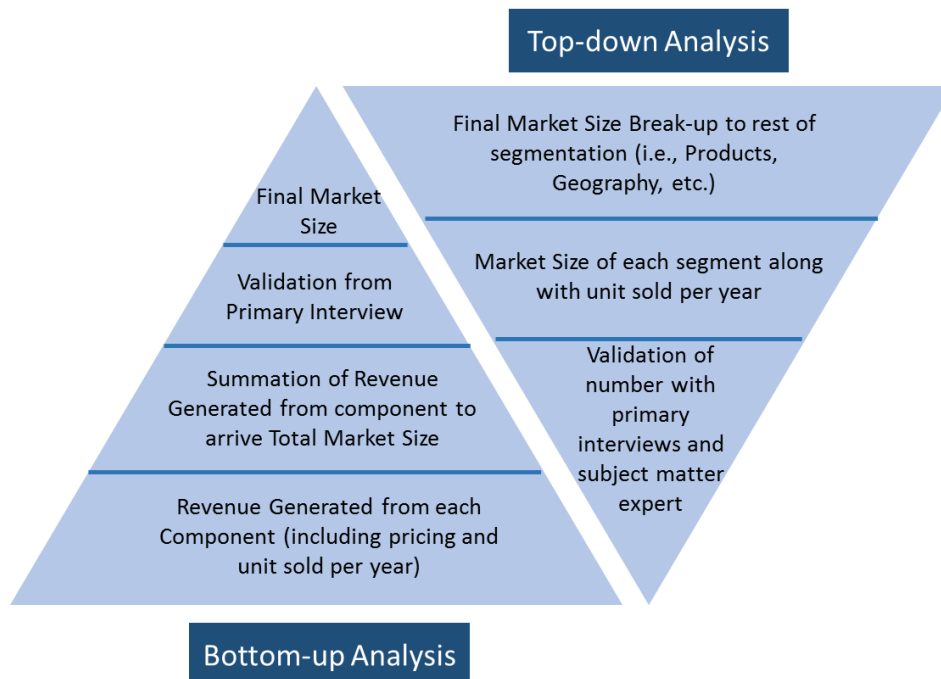 Top-down Analysis
Final Market Size Break-up to rest of
segmentation (i.e., Products,
Geography, etc.)
Market Size of each segment along
with unit sold per year
Validation of
number with
primary
interviews and
subject matter
expert
Final Market
Size
Validation from
Primary Interview
Summation of Revenue
Generated from component to
arrive Total Market Size
Revenue Generated from each
Component (including pricing and
unit sold per year)
Bottom-up Analysis